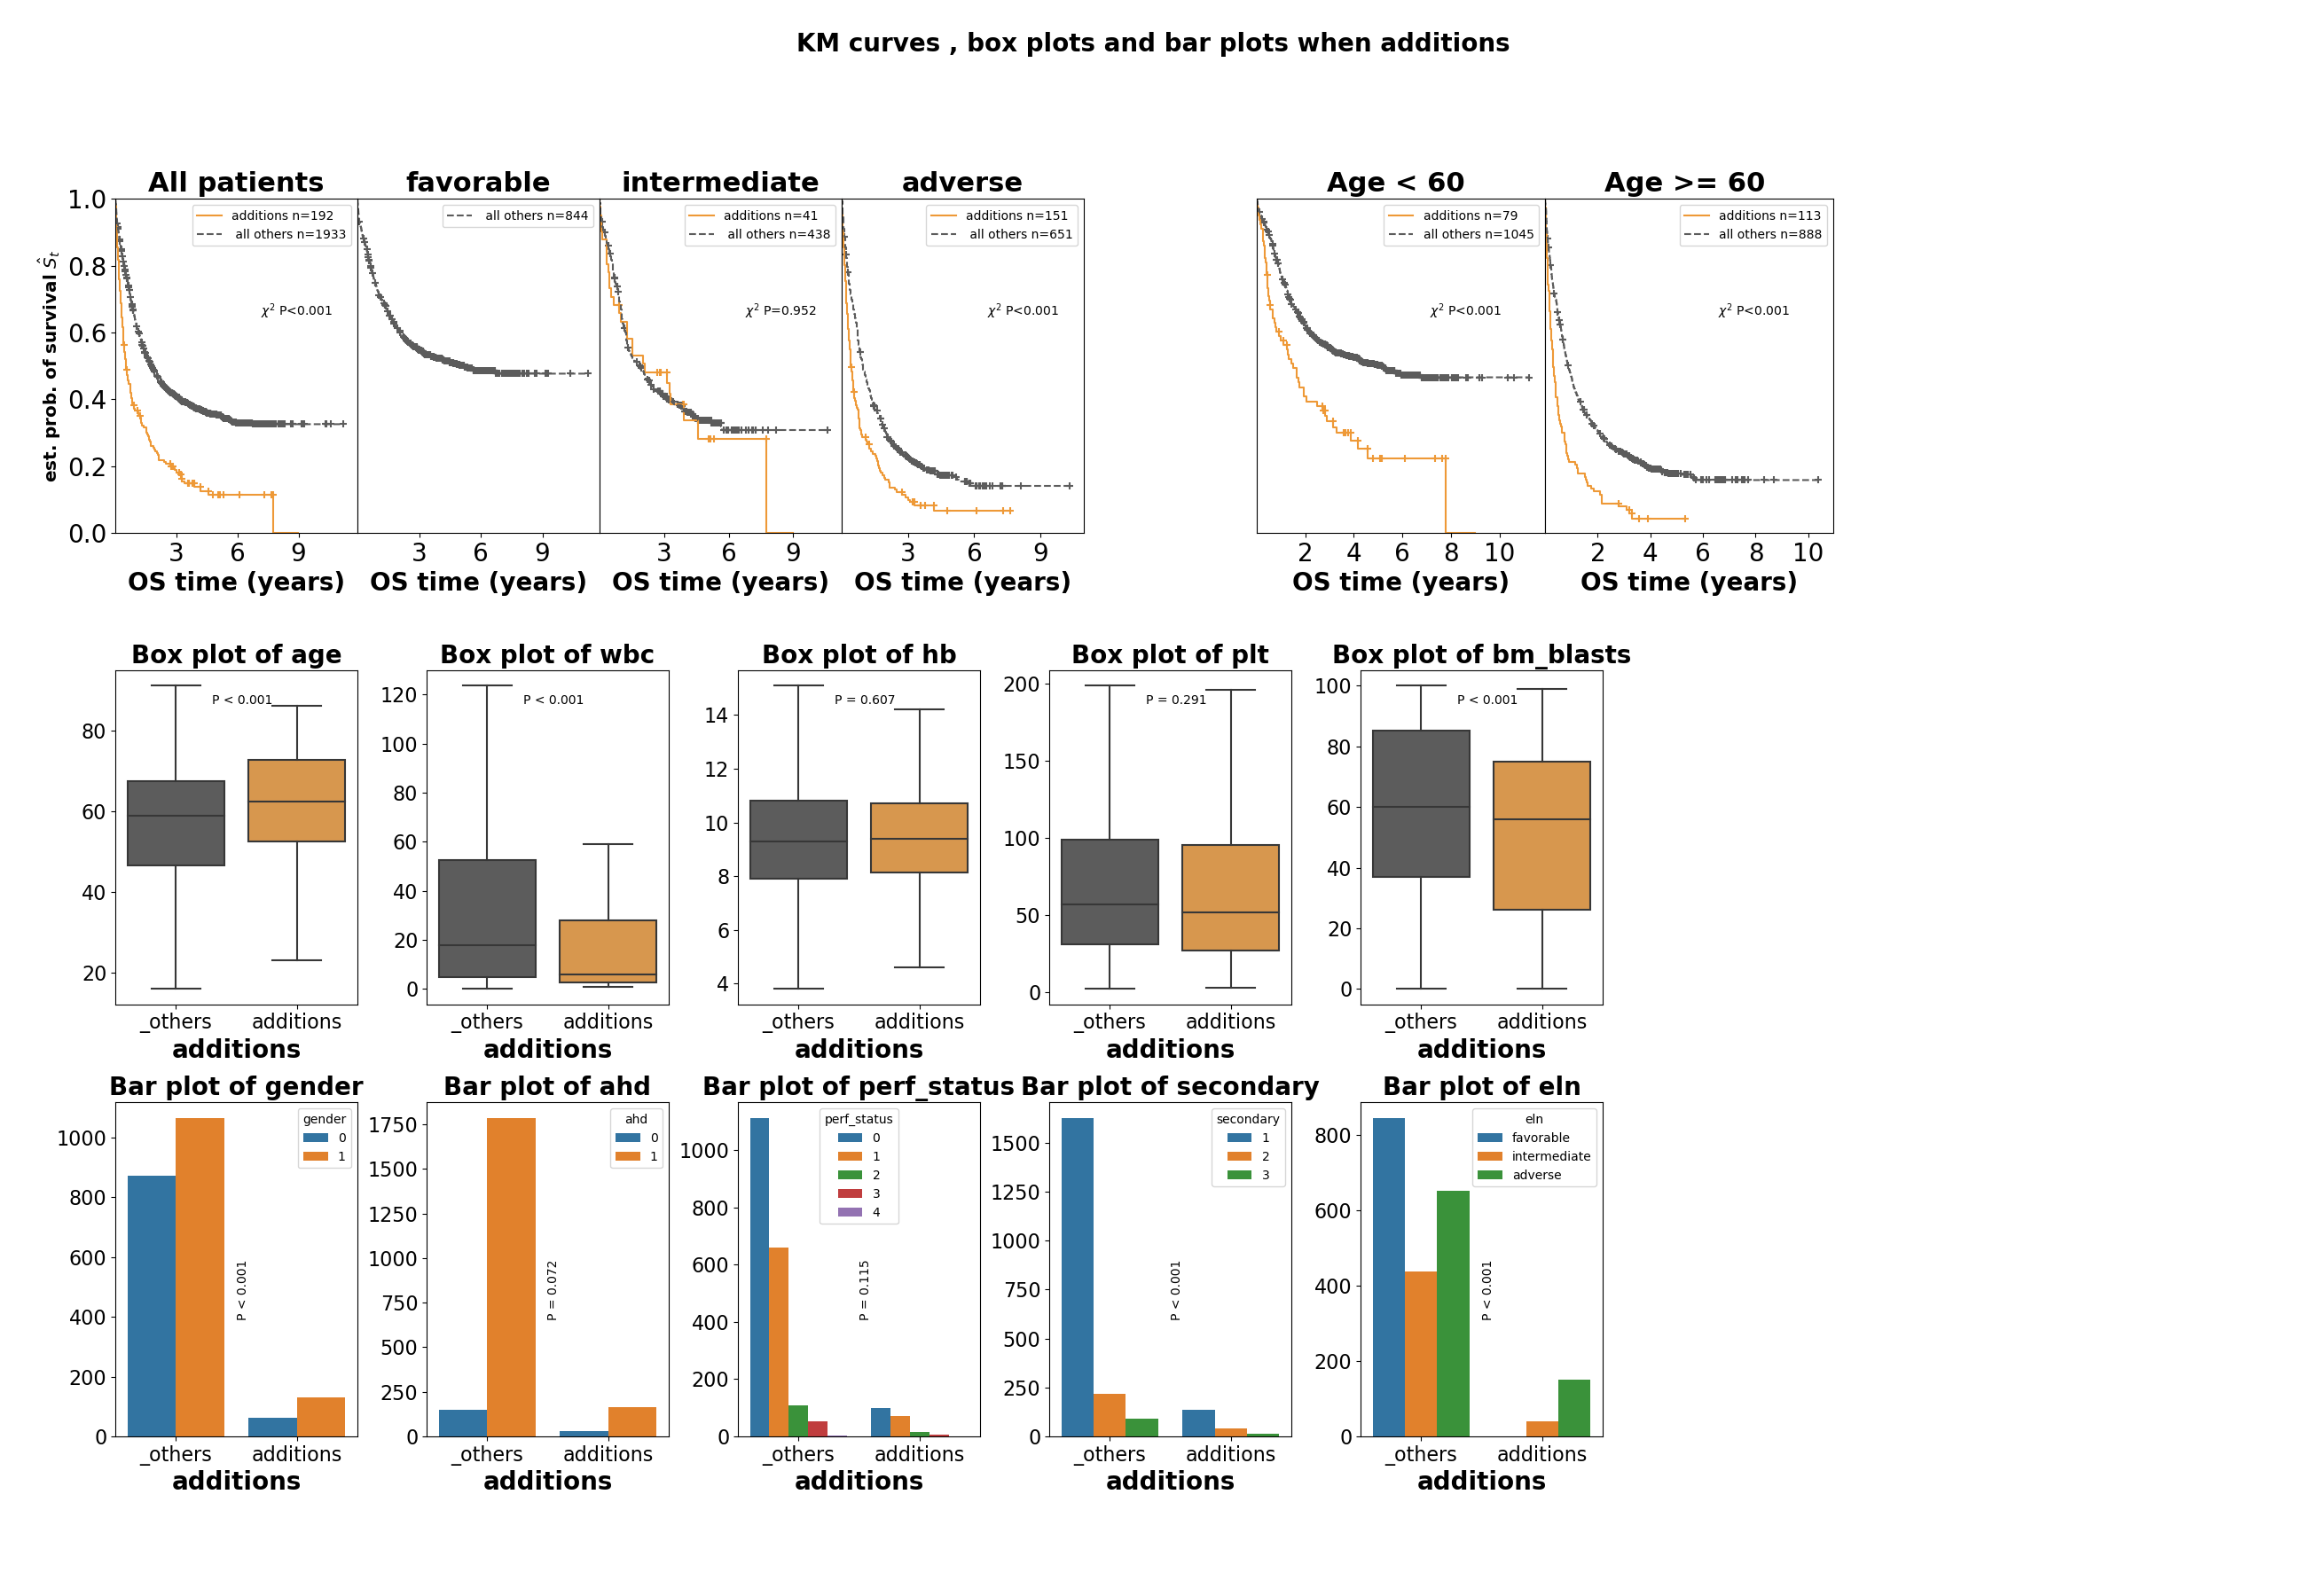 KM curves , box plots and bar plots when additions
All patients
favorable
intermediate
adverse
Age < 60
Age >= 60
est. prob. of survival Ŝt
1.0
0.8
0.6
0.4
0.2
0.0
additions n=192
all others n=1933
χ² P<0.001
3 6 9
OS time (years)
all others n=844
3 6 9
OS time (years)
additions n=41
all others n=438
χ² P=0.952
3 6 9
OS time (years)
additions n=151
all others n=651
χ² P<0.001
3 6 9
OS time (years)
additions n=79
all others n=1045
χ² P<0.001
2 4 6 8 10
OS time (years)
additions n=113
all others n=888
χ² P<0.001
2 4 6 8 10
OS time (years)
Box plot of age
P < 0.001
80
60
40
20
_others additions
additions
Box plot of wbc
P < 0.001
120
100
80
60
40
20
0
_others additions
additions
Box plot of hb
P = 0.607
14
12
10
8
6
4
_others additions
additions
Box plot of plt
P = 0.291
200
150
100
50
0
_others additions
additions
Box plot of bm_blasts
P < 0.001
100
80
60
40
20
0
_others additions
additions
Bar plot of gender
gender
0
1
P < 0.001
1000
800
600
400
200
0
_others additions
additions
Bar plot of ahd
ahd
0
1
P = 0.072
1750
1500
1250
1000
750
500
250
0
_others additions
additions
Bar plot of perf_status
perf_status
0
1
2
3
4
P = 0.115
1000
800
600
400
200
0
_others additions
additions
Bar plot of secondary
secondary
1
2
3
P < 0.001
1500
1250
1000
750
500
250
0
_others additions
additions
Bar plot of eln
eln
favorable
intermediate
adverse
P < 0.001
800
600
400
200
0
_others additions
additions